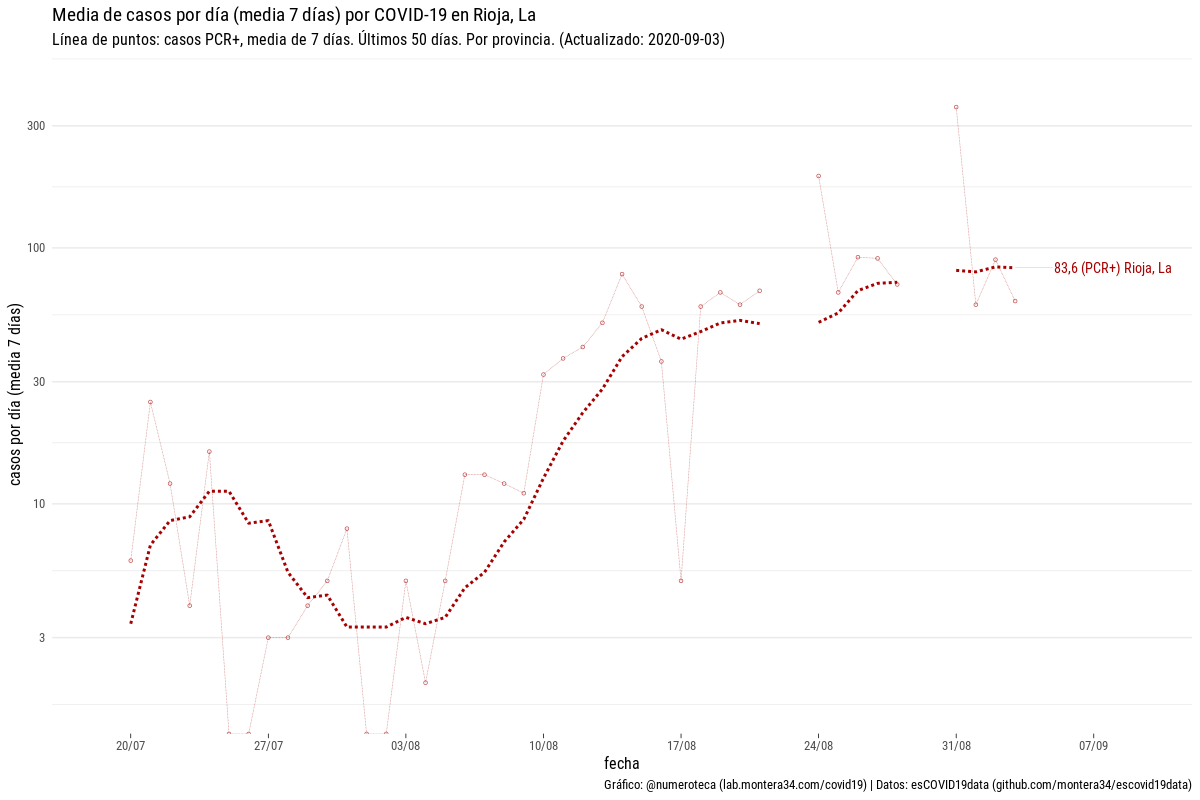 Media de casos por día (media 7 días) por COVID-19 en Rioja, La
Línea de puntos: casos PCR+, media de 7 días. Últimos 50 días. Por provincia. (Actualizado: 2020-09-03)
casos por día (media 7 días)
300
100
30
10
3
83,6 (PCR+) Rioja, La
20/07
27/07
03/08
10/08
17/08
24/08
31/08
07/09
fecha
Gráfico: @numeroteca (lab.montera34.com/covid19) | Datos: esCOVID19data (github.com/montera34/escovid19data)